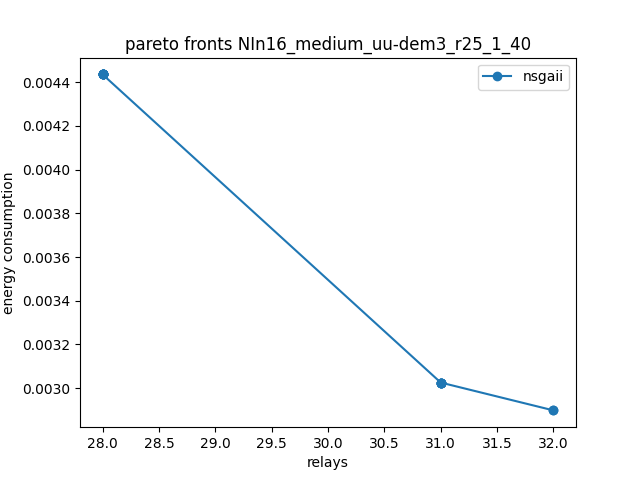 pareto fronts NIn16_medium_uu-dem3_r25_1_40
nsgaii
energy consumption
0.0044
0.0042
0.0040
0.0038
0.0036
0.0034
0.0032
0.0030
28.0 28.5 29.0 29.5 30.0 30.5 31.0 31.5 32.0
relays